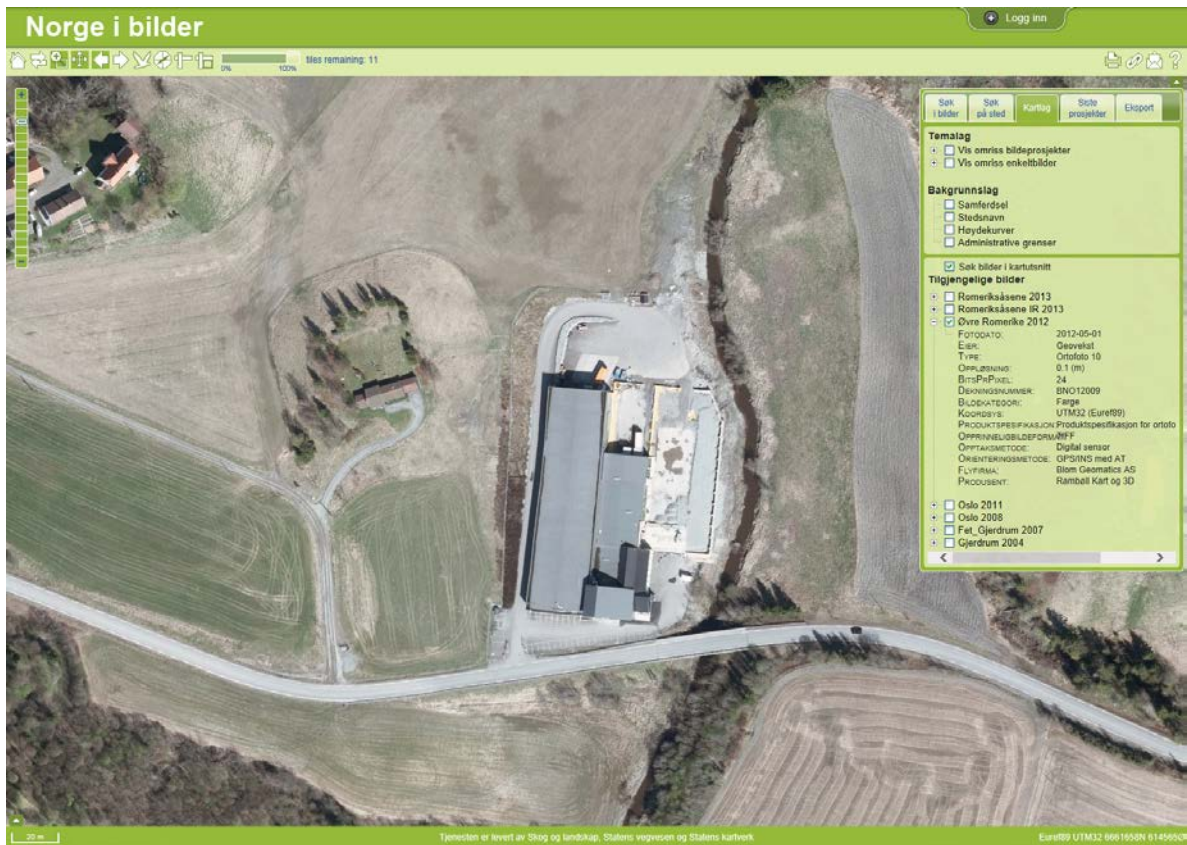 Norge i bilder
Logg inn
0%
100%
tiles remaining: 11
Søk i bilder
Søk på sted
Kartlag
Siste prosjekter
Eksport
Temalag
Vis omriss bildeprosjekter
Vis omriss enkeltbilder
Bakgrunnslag
Samferdsel
Stedsnavn
Høydekurver
Administrative grenser
Søk bilder i kartutsnitt
Tilgjengelige bilder
Romeriksåsene 2013
Romeriksåsene IR 2013
Øvre Romerike 2012
FOTODATO: 2012-05-01
EIER: Geovekst
TYPE: Ortofoto 10
OPPLØSNING: 0.1 (m)
BITSPRPIXEL: 24
DEKNINGSNUMMER: BNO12009
BILDEKATEGORI: Farge
KOORDSYS: UTM32 (Euref89)
PRODUKTSPESIFIKASJON: Produktspesifikasjon for ortofo
OPPRINNELIGBILDEFORMAT: TIFF
OPPTAKSMETODE: Digital sensor
ORIENTERINGSMETODE: GPS/INS med AT
FLYFIRMA: Blom Geomatics AS
PRODUSENT: Rambøll Kart og 3D
Oslo 2011
Oslo 2008
Fet_Gjerdrum 2007
Gjerdrum 2004
20 m
Tjenesten er levert av Skog og landskap, Statens vegvesen og Statens kartverk
Euref89 UTM32 6661658N